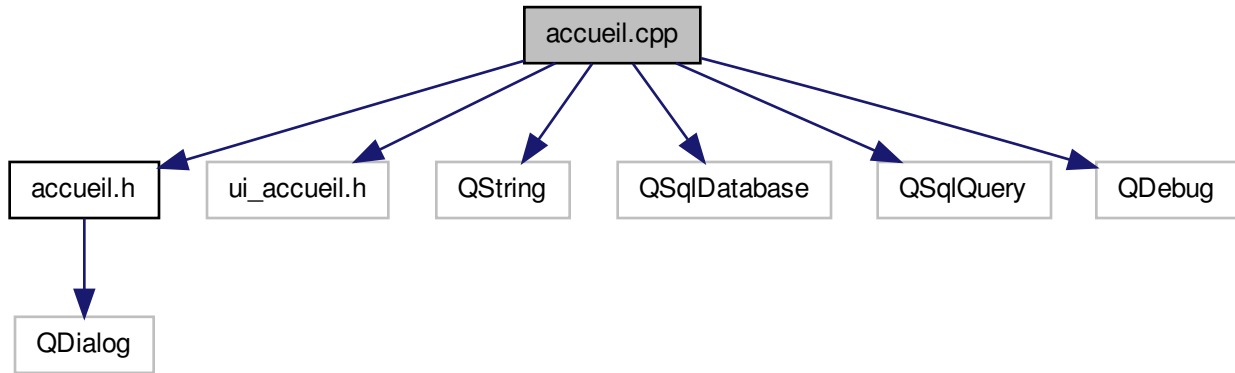 accueil.cpp
accueil.h
ui_accueil.h
QString
QSqlDatabase
QSqlQuery
QDebug
QDialog